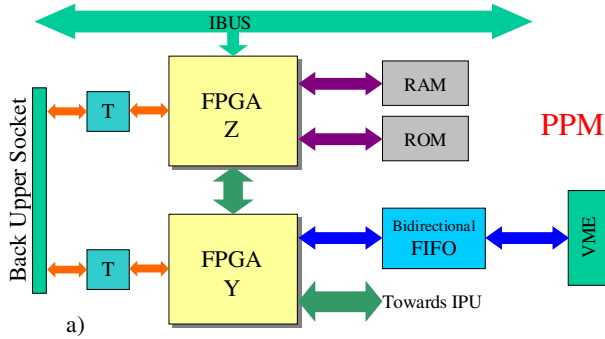 IBUS
FPGA
Z
T
RAM
ROM
PPM
Back Upper Socket
FPGA
Y
T
Bidirectional
FIFO
VME
Towards IPU
a)